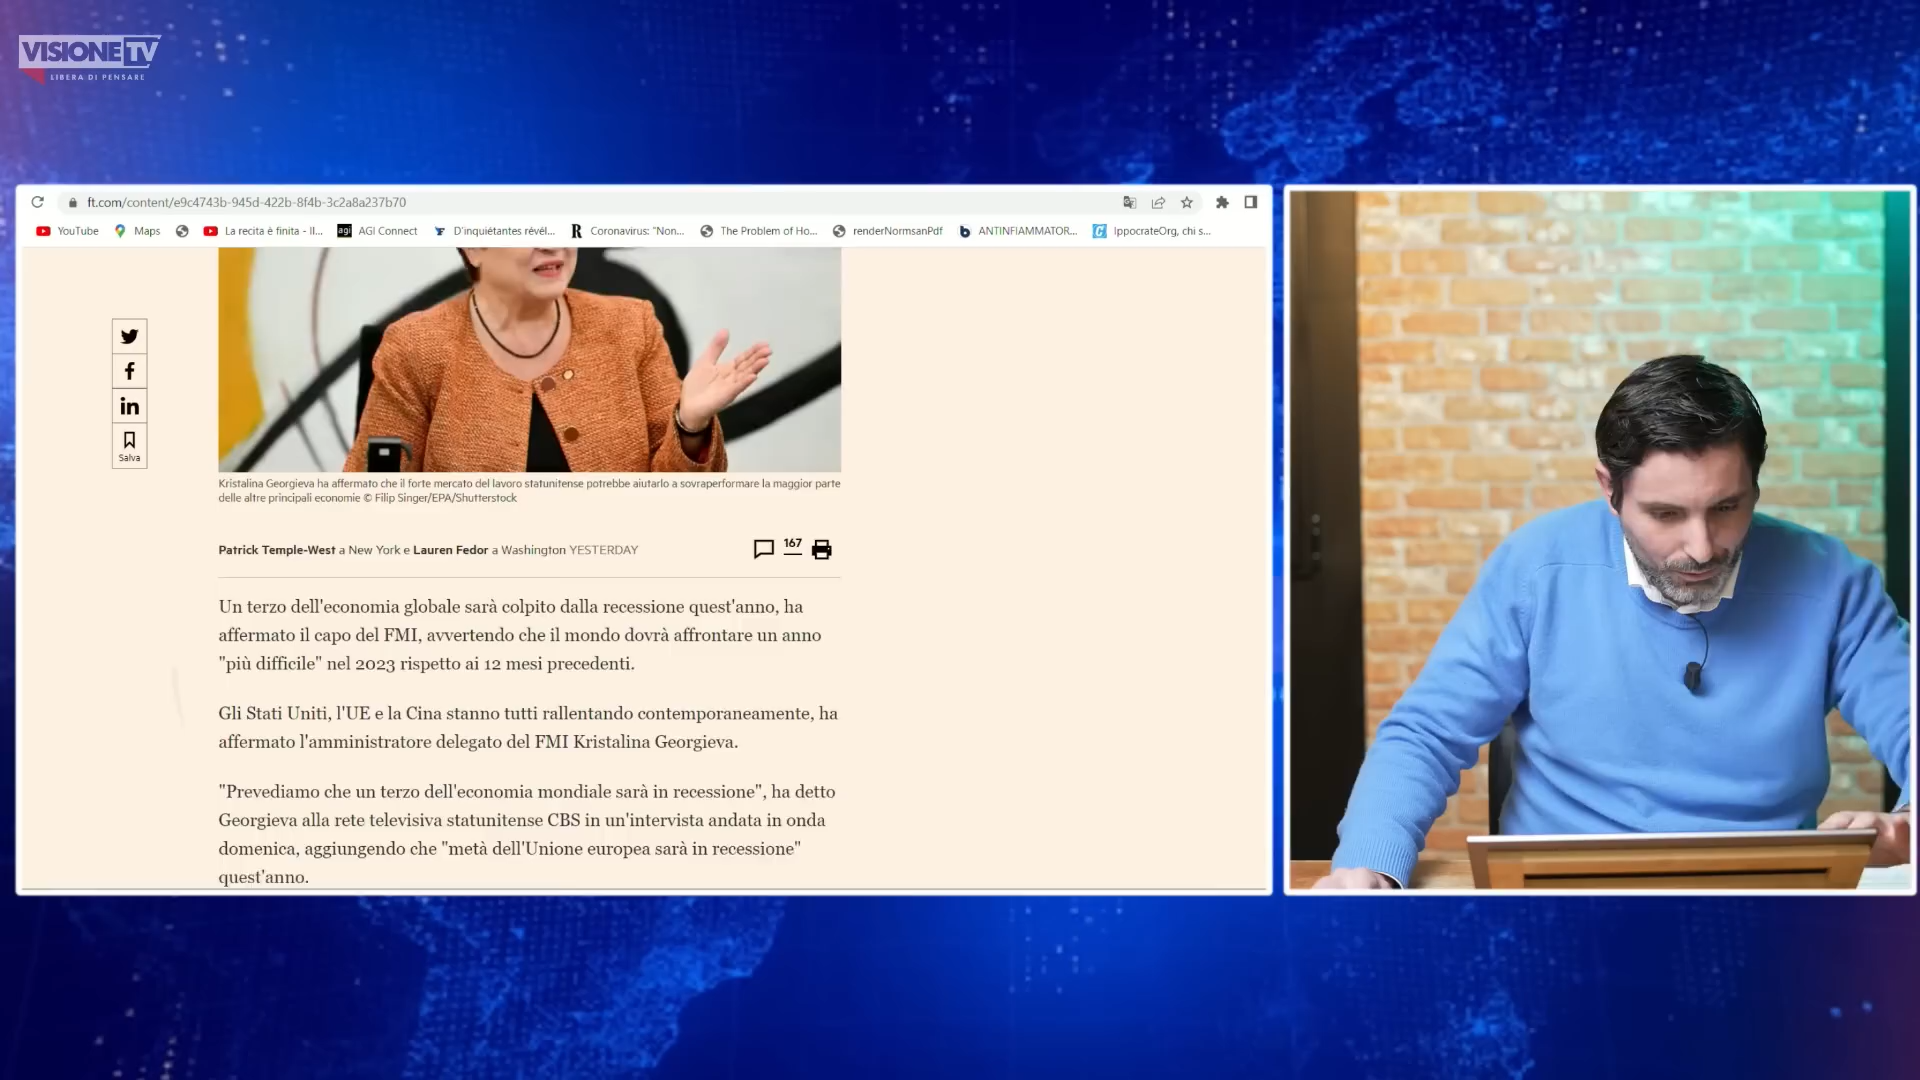 VISIONE TV
LIBERA DI PENSARE
ft.com/content/e9c4743b-945d-422b-8f4b-3c2a8a237b70
YouTube Maps La recita è finita - Il... AGI Connect D'inquiétantes révél... Coronavirus: "Non... The Problem of Ho... renderNormsanPdf ANTINFIAMMATOR... IppocrateOrg, chi s...
Salva
Kristalina Georgieva ha affermato che il forte mercato del lavoro statunitense potrebbe aiutarlo a sovraperformare la maggior parte
delle altre principali economie © Filip Singer/EPA/Shutterstock
Patrick Temple-West a New York e Lauren Fedor a Washington YESTERDAY
167
Un terzo dell'economia globale sarà colpito dalla recessione quest'anno, ha
affermato il capo del FMI, avvertendo che il mondo dovrà affrontare un anno
"più difficile" nel 2023 rispetto ai 12 mesi precedenti.
Gli Stati Uniti, l'UE e la Cina stanno tutti rallentando contemporaneamente, ha
affermato l'amministratore delegato del FMI Kristalina Georgieva.
"Prevediamo che un terzo dell'economia mondiale sarà in recessione", ha detto
Georgieva alla rete televisiva statunitense CBS in un'intervista andata in onda
domenica, aggiungendo che "metà dell'Unione europea sarà in recessione"
quest'anno.